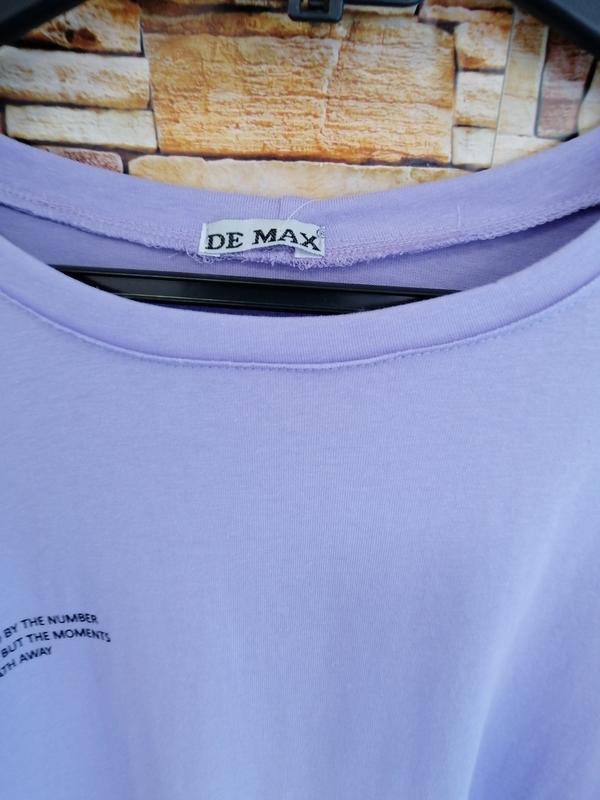 DE MAX
BY THE NUMBER
BUT THE MOMENTS
AWAY